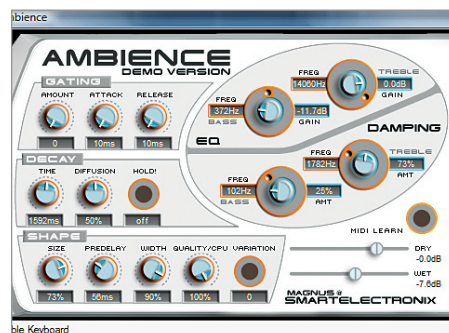 bience
AMBIENCE
DEMO VERSION
GATING
AMOUNT ATTACK RELEASE
0 10ms 10ms
DECAY
TIME DIFFUSION HOLD!
1592ms 50% off
SHAPE
SIZE PREDELAY WIDTH QUALITY/CPU VARIATION
73% 56ms 90% 100% 0
FREQ
14060Hz
TREBLE
0.0dB
GAIN
FREQ
372Hz
BASS
-11.7dB
GAIN
EQ
DAMPING
FREQ
1782Hz
TREBLE
73%
AMT
FREQ
102Hz
BASS
25%
AMT
MIDI LEARN
DRY
-0.0dB
WET
-7.6dB
MAGNUS @
SMARTELECTRONIX
ble Keyboard